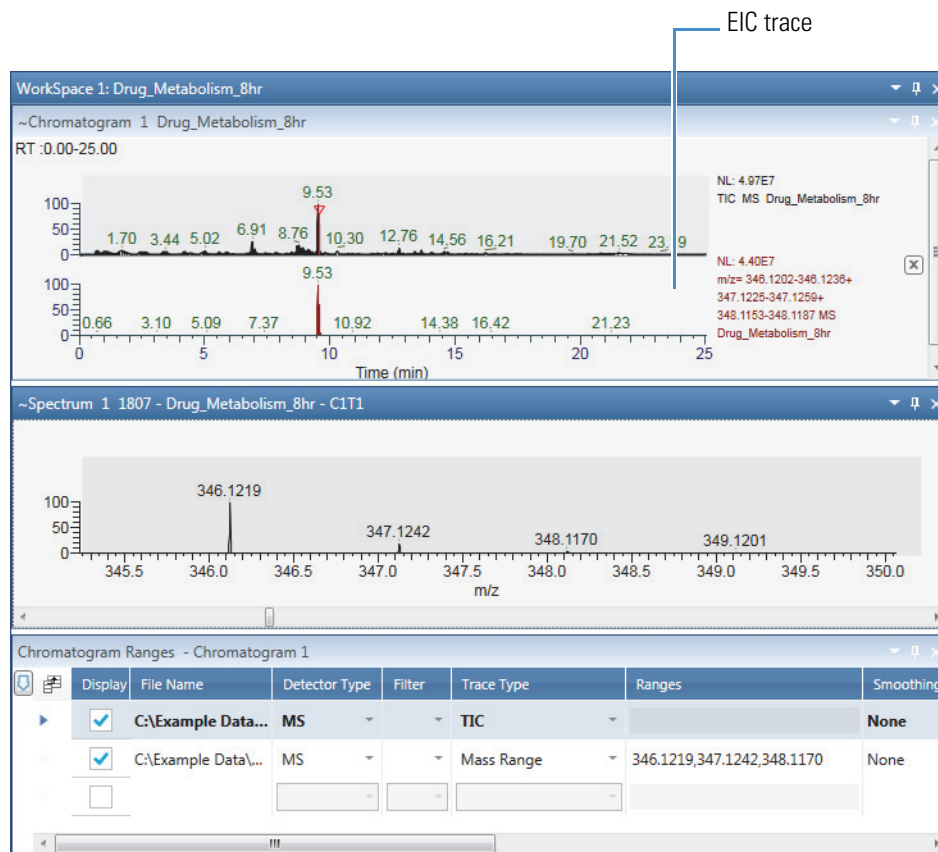 EIC trace
WorkSpace 1: Drug_Metabolism_8hr
~Chromatogram 1 Drug_Metabolism_8hr
RT :0.00-25.00
NL: 4.97E7
TIC MS Drug_Metabolism_8hr
100
50
0
9.53
1.70 3.44 5.02 6.91 8.76 10.30 12.76 14.56 16.21 19.70 21.52
NL: 4.40E7
m/z= 346.1202-346.1236+
347.1225-347.1259+
348.1153-348.1187 MS
Drug_Metabolism_8hr
100
50
0
9.53
0.66 3.10 5.09 7.37 10.92 14.38 16.42 21.23
0 5 10 15 20 25
Time (min)
~Spectrum 1 1807 - Drug_Metabolism_8hr - C1T1
100
50
0
346.1219
347.1242
348.1170
349.1201
345.5 346.0 346.5 347.0 347.5 348.0 348.5 349.0 349.5 350.0
m/z
Chromatogram Ranges - Chromatogram 1
Display File Name Detector Type Filter Trace Type Ranges Smoothing
C:\Example Data... MS TIC None
C:\Example Data\... MS Mass Range 346.1219,347.1242,348.1170 None